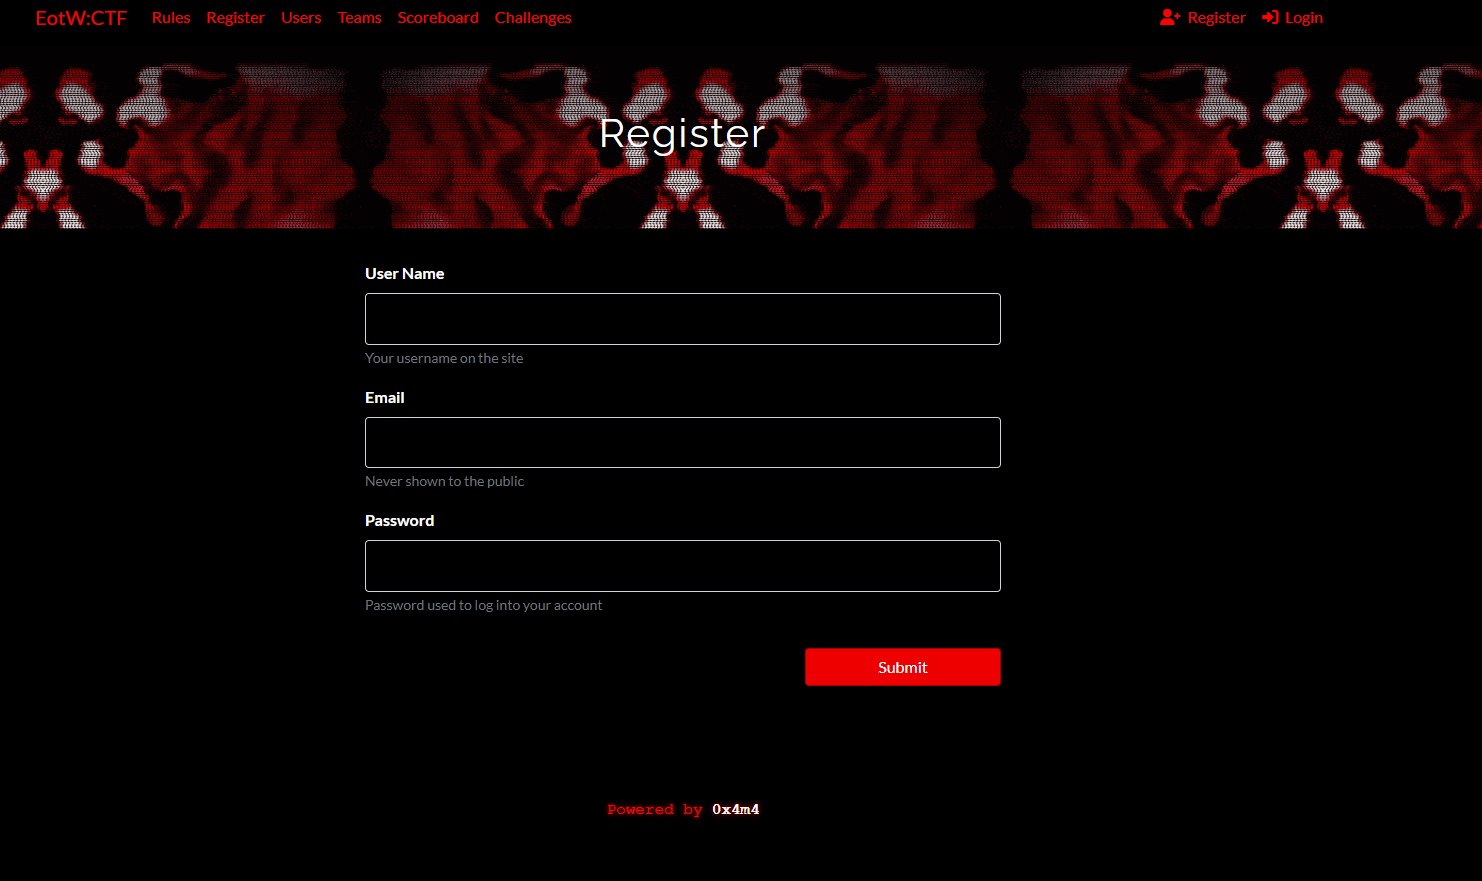 EotW:CTF Rules Register Users Teams Scoreboard Challenges Register Login
Register
User Name
Your username on the site
Email
Never shown to the public
Password
Password used to log into your account
Submit
Powered by 0x4m4